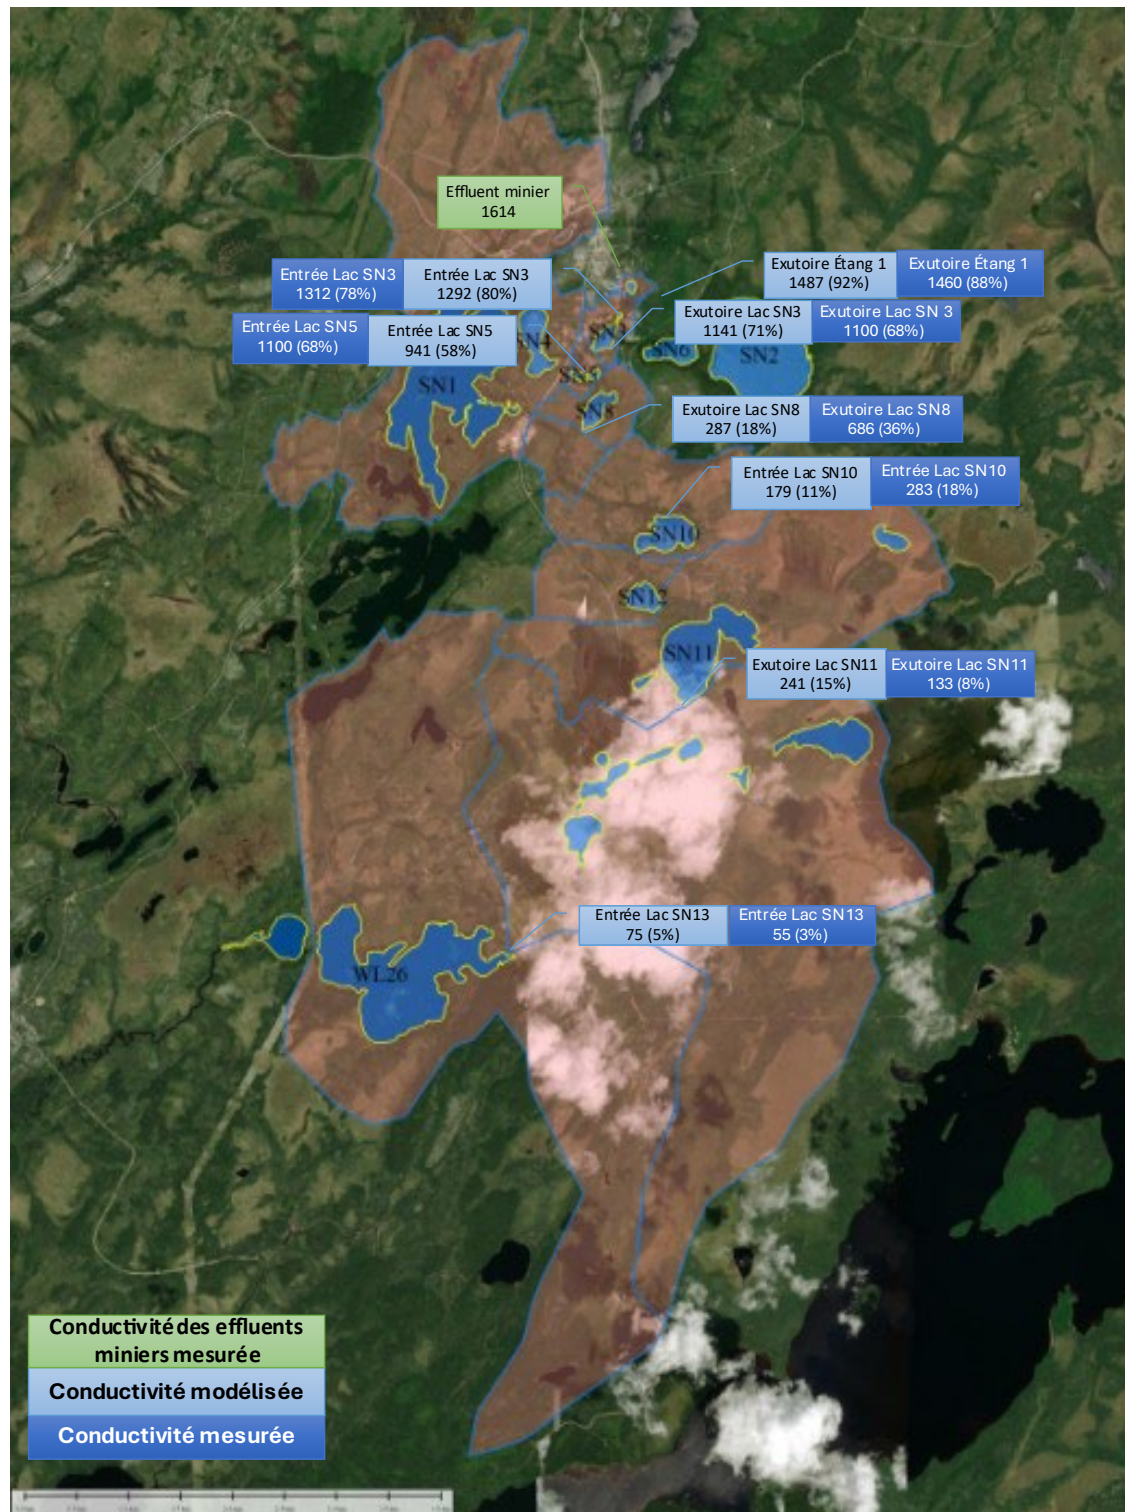 Effluent minier
1614
Entrée Lac SN3
1312 (78%)
Entrée Lac SN3
1292 (80%)
Exutoire Étang 1
1487 (92%)
Exutoire Étang 1
1460 (88%)
Entrée Lac SN5
1100 (68%)
Entrée Lac SN5
941 (58%)
Exutoire Lac SN3
1141 (71%)
Exutoire Lac SN 3
1100 (68%)
SN4
SN3
SN6
SN2
SN1
SN5
SN8
Exutoire Lac SN8
287 (18%)
Exutoire Lac SN8
686 (36%)
Entrée Lac SN10
179 (11%)
Entrée Lac SN10
283 (18%)
SN10
SN12
SN11
Exutoire Lac SN11
241 (15%)
Exutoire Lac SN11
133 (8%)
Entrée Lac SN13
75 (5%)
Entrée Lac SN13
55 (3%)
WL26
Conductivité des effluents
miniers mesurée
Conductivité modélisée
Conductivité mesurée